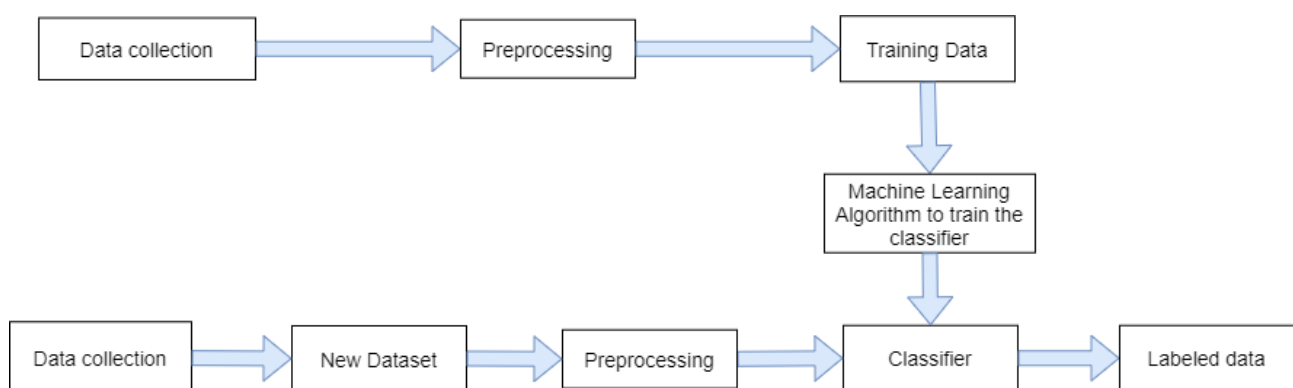 Data collection
Preprocessing
Training Data
Machine Learning
Algorithm to train the
classifier
Data collection
New Dataset
Preprocessing
Classifier
Labeled data